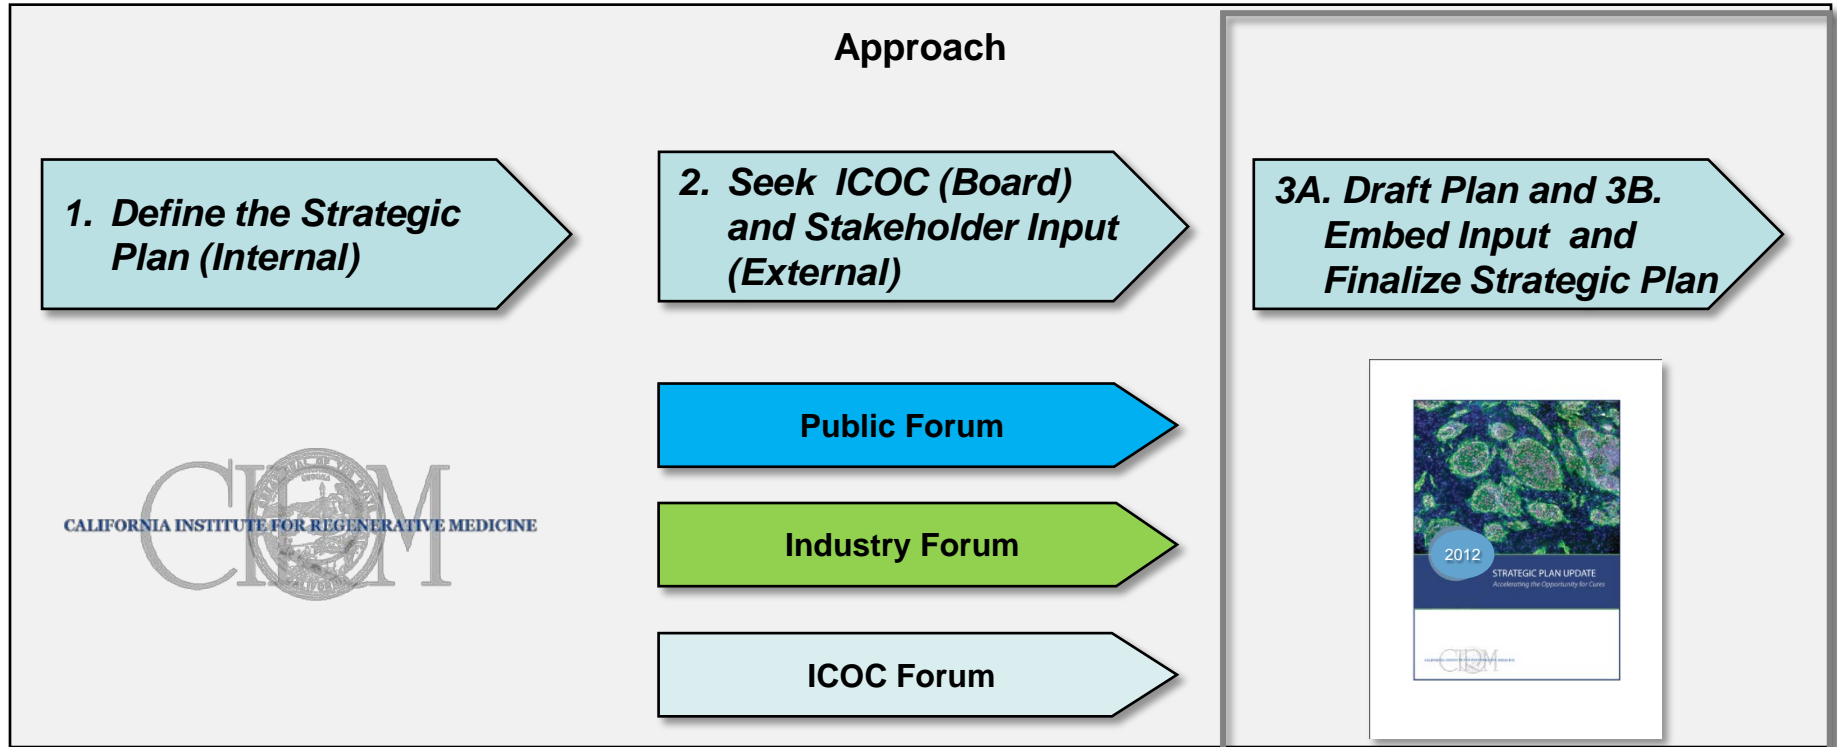 Approach
1. Define the Strategic
Plan (Internal)
2. Seek ICOC (Board)
and Stakeholder Input
(External)
3A. Draft Plan and 3B.
Embed Input and
Finalize Strategic Plan
Public Forum
Industry Forum
ICOC Forum
CIRM
CALIFORNIA INSTITUTE FOR REGENERATIVE MEDICINE
2012
STRATEGIC PLAN UPDATE
Accelerating the Opportunity for Cures
CIRM